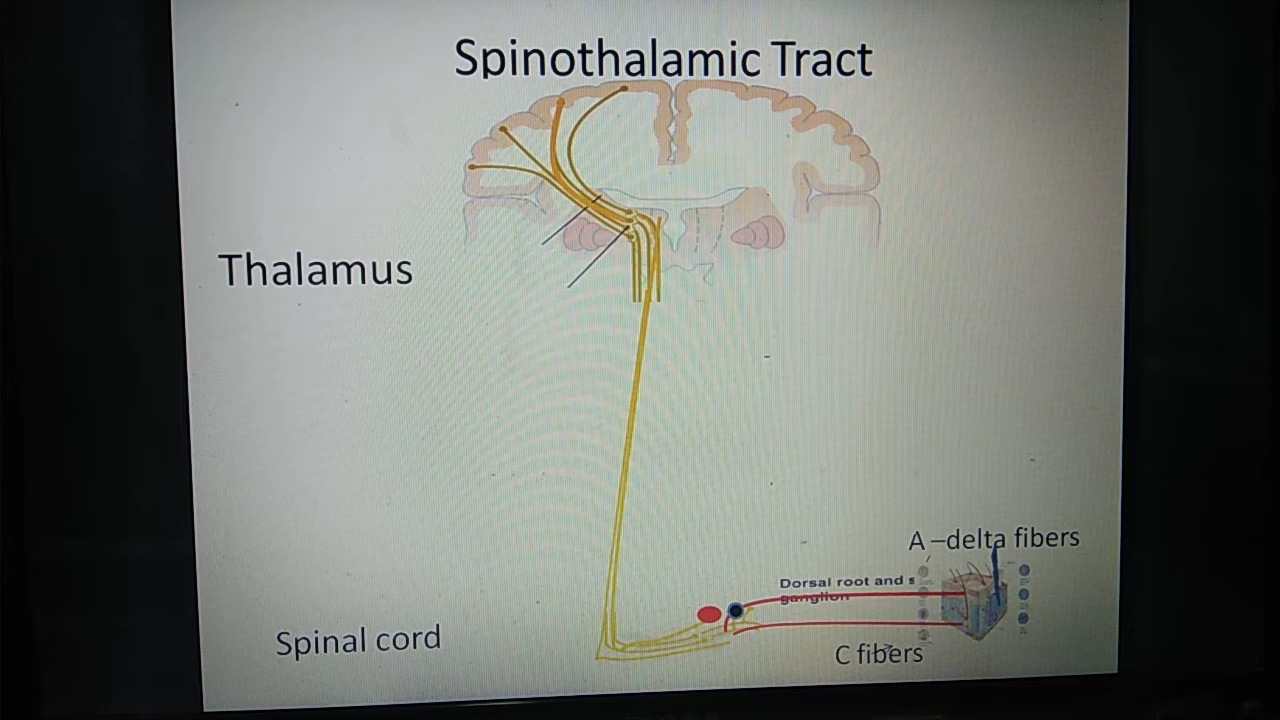 Spinothalamic Tract
Thalamus
A –delta fibers
Dorsal root and s
ganglion
Spinal cord
C fibers